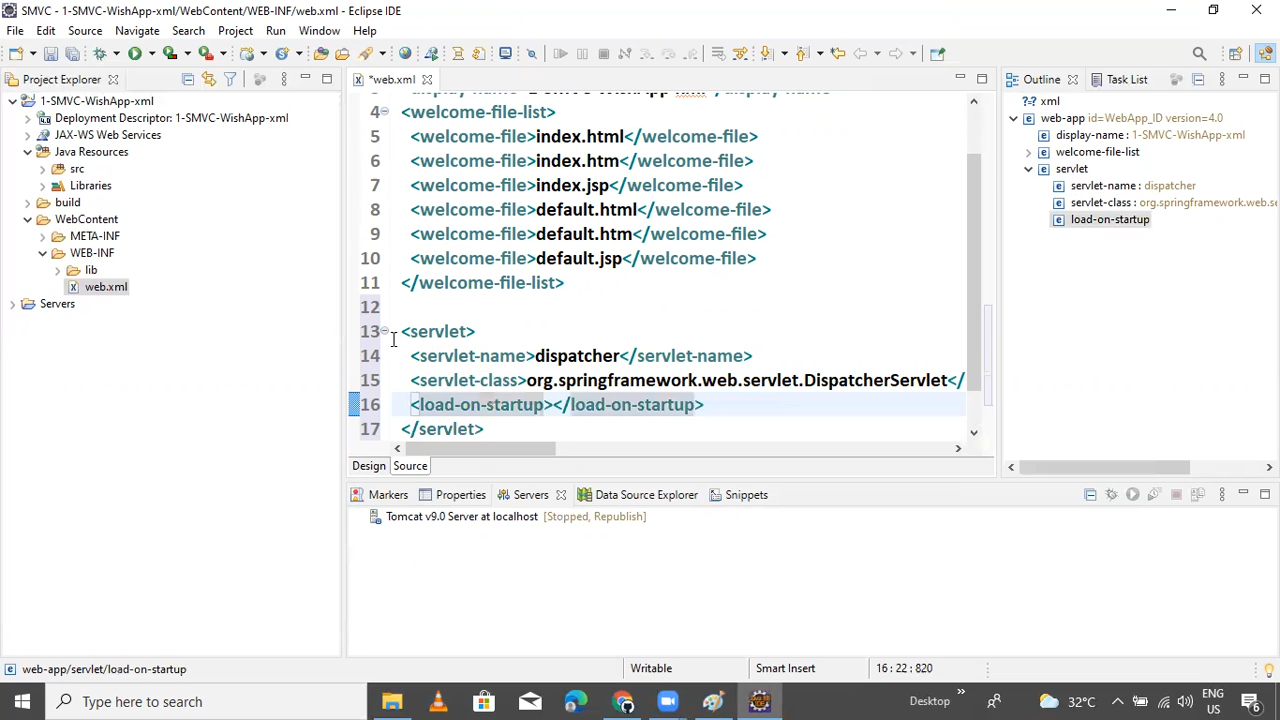 SMVC - 1-SMVC-WishApp-xml/WebContent/WEB-INF/web.xml - Eclipse IDE
File Edit Source Navigate Search Project Run Window Help
Project Explorer
1-SMVC-WishApp-xml
Deployment Descriptor: 1-SMVC-WishApp-xml
JAX-WS Web Services
Java Resources
src
Libraries
build
WebContent
META-INF
WEB-INF
lib
web.xml
Servers
*web.xml
4 <welcome-file-list>
5 <welcome-file>index.html</welcome-file>
6 <welcome-file>index.htm</welcome-file>
7 <welcome-file>index.jsp</welcome-file>
8 <welcome-file>default.html</welcome-file>
9 <welcome-file>default.htm</welcome-file>
10 <welcome-file>default.jsp</welcome-file>
11 </welcome-file-list>
12
13 <servlet>
14 <servlet-name>dispatcher</servlet-name>
15 <servlet-class>org.springframework.web.servlet.DispatcherServlet</
16 <load-on-startup></load-on-startup>
17 </servlet>
Design Source
Outline Task List
xml
web-app id=WebApp_ID version=4.0
display-name : 1-SMVC-WishApp-xml
welcome-file-list
servlet
servlet-name : dispatcher
servlet-class : org.springframework.web.se
load-on-startup
Markers Properties Servers Data Source Explorer Snippets
Tomcat v9.0 Server at localhost [Stopped, Republish]
web-app/servlet/load-on-startup Writable Smart Insert 16 : 22 : 820
Type here to search
Desktop
32°C
ENG
US
6